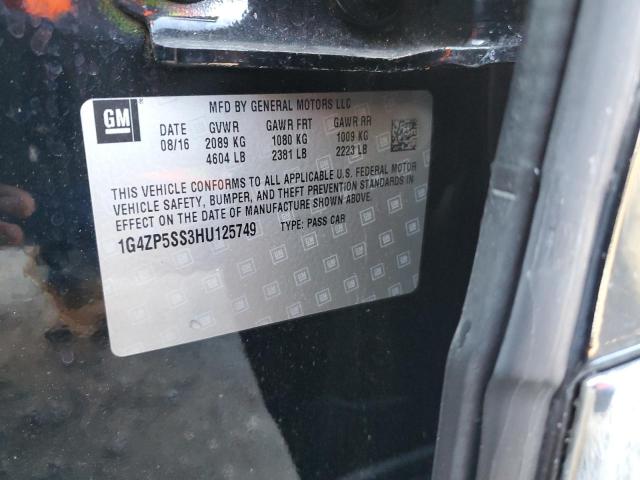 MFD BY GENERAL MOTORS LLC
GM
DATE GVWR GAWR FRT GAWR RR
08/16 2089 KG 1080 KG 1009 KG
4604 LB 2381 LB 2223 LB
THIS VEHICLE CONFORMS TO ALL APPLICABLE U.S. FEDERAL MOTOR
VEHICLE SAFETY, BUMPER, AND THEFT PREVENTION STANDARDS IN
EFFECT ON THE DATE OF MANUFACTURE SHOWN ABOVE.
1G4ZP5SS3HU125749 TYPE: PASS CAR